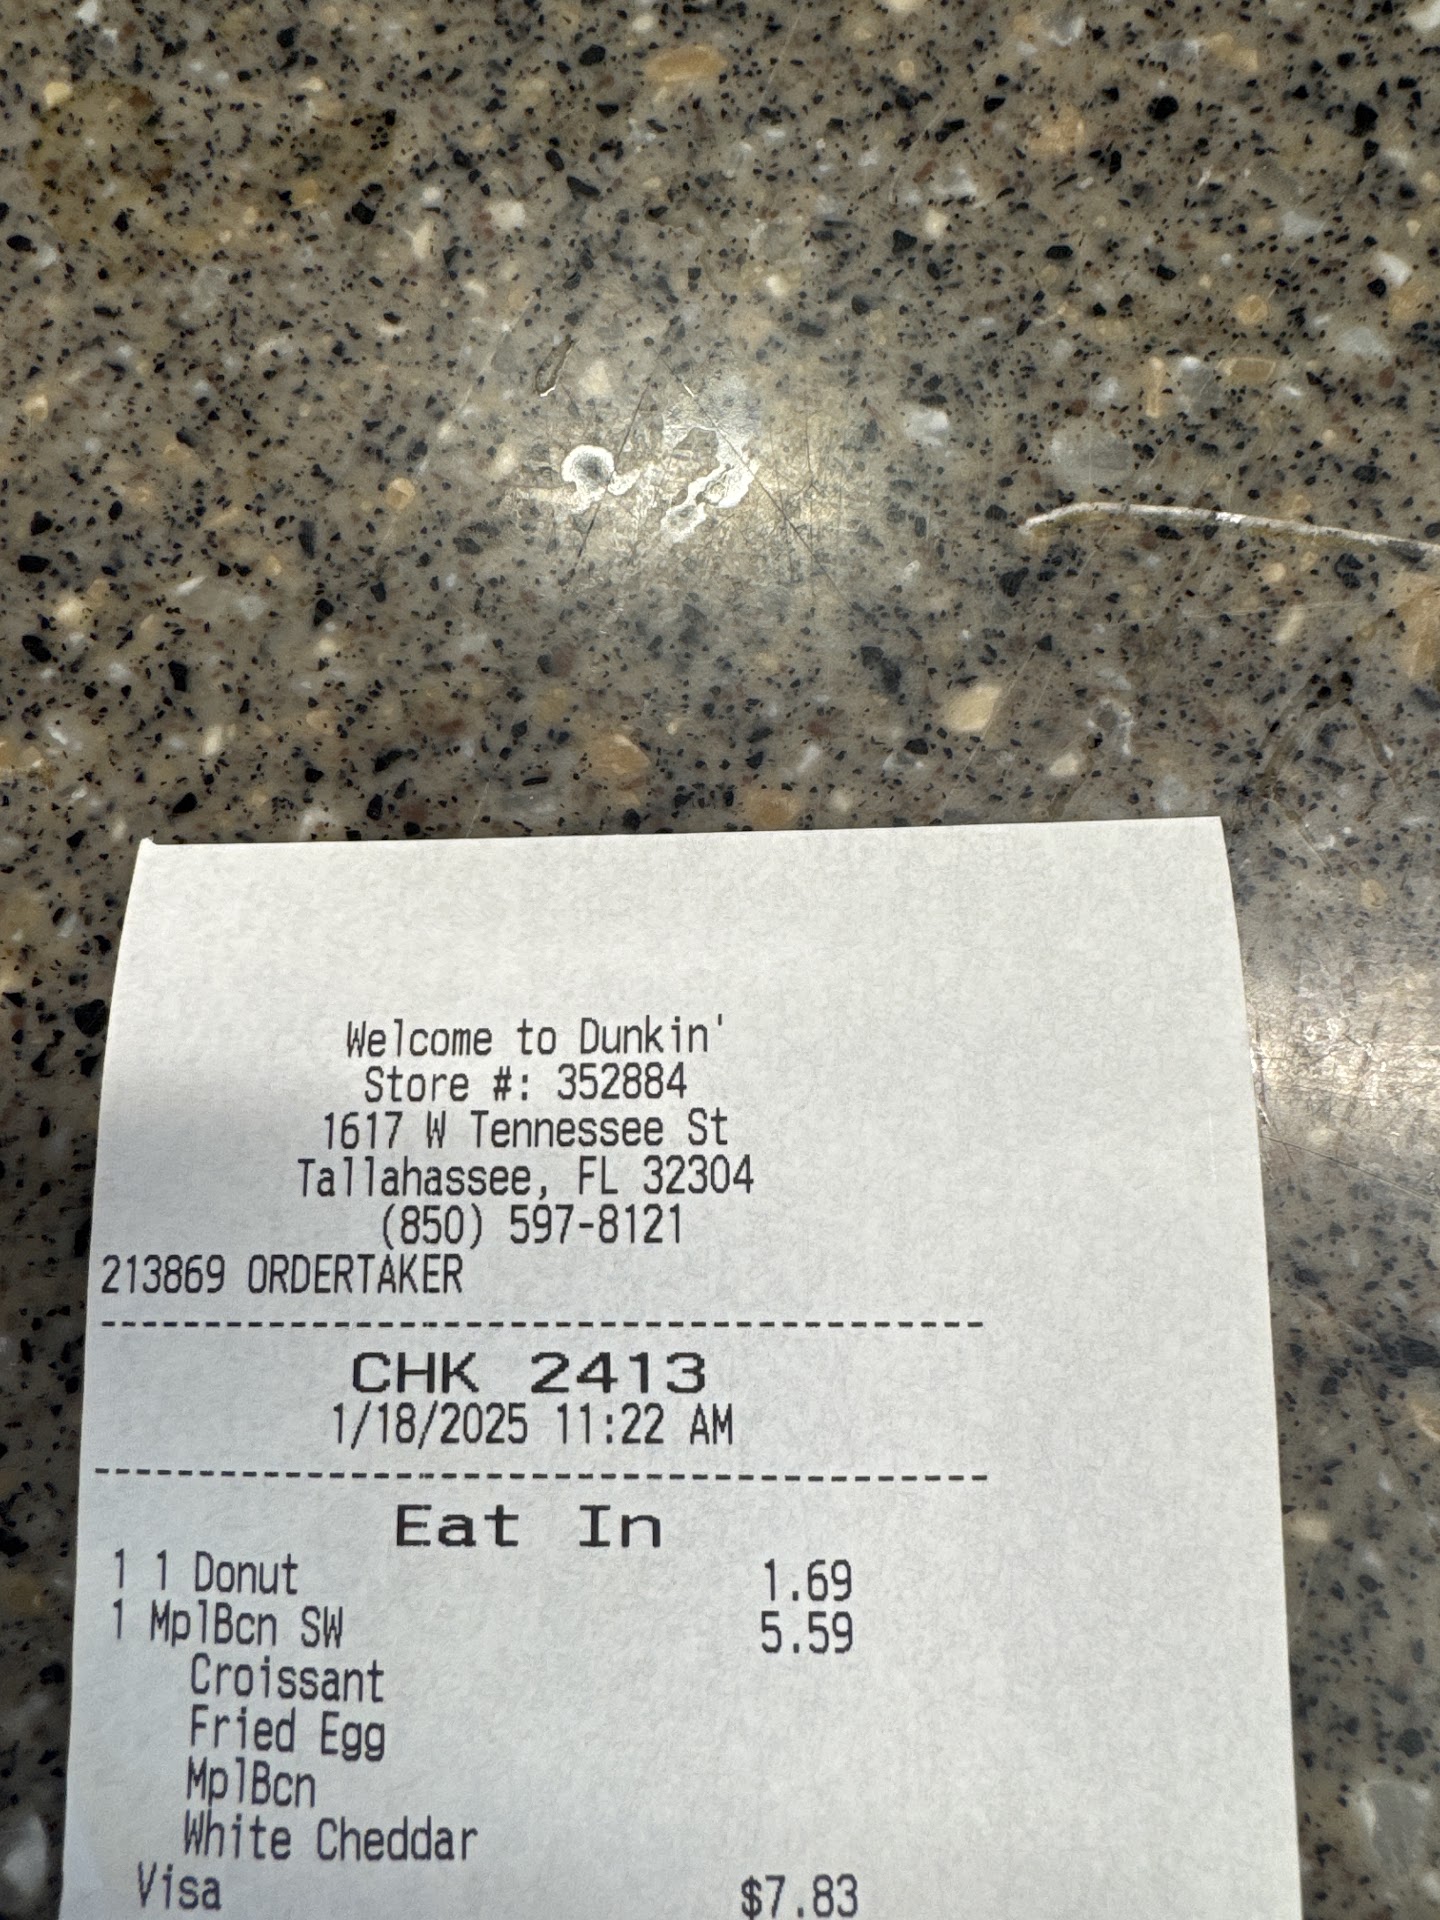 Welcome to Dunkin'
Store #: 352884
1617 W Tennessee St
Tallahassee, FL 32304
(850) 597-8121
213869 ORDERTAKER
CHK 2413
1/18/2025 11:22 AM
Eat In
1 1 Donut 1.69
1 MplBcn SW 5.59
Croissant
Fried Egg
MplBcn
White Cheddar
Visa $7.83